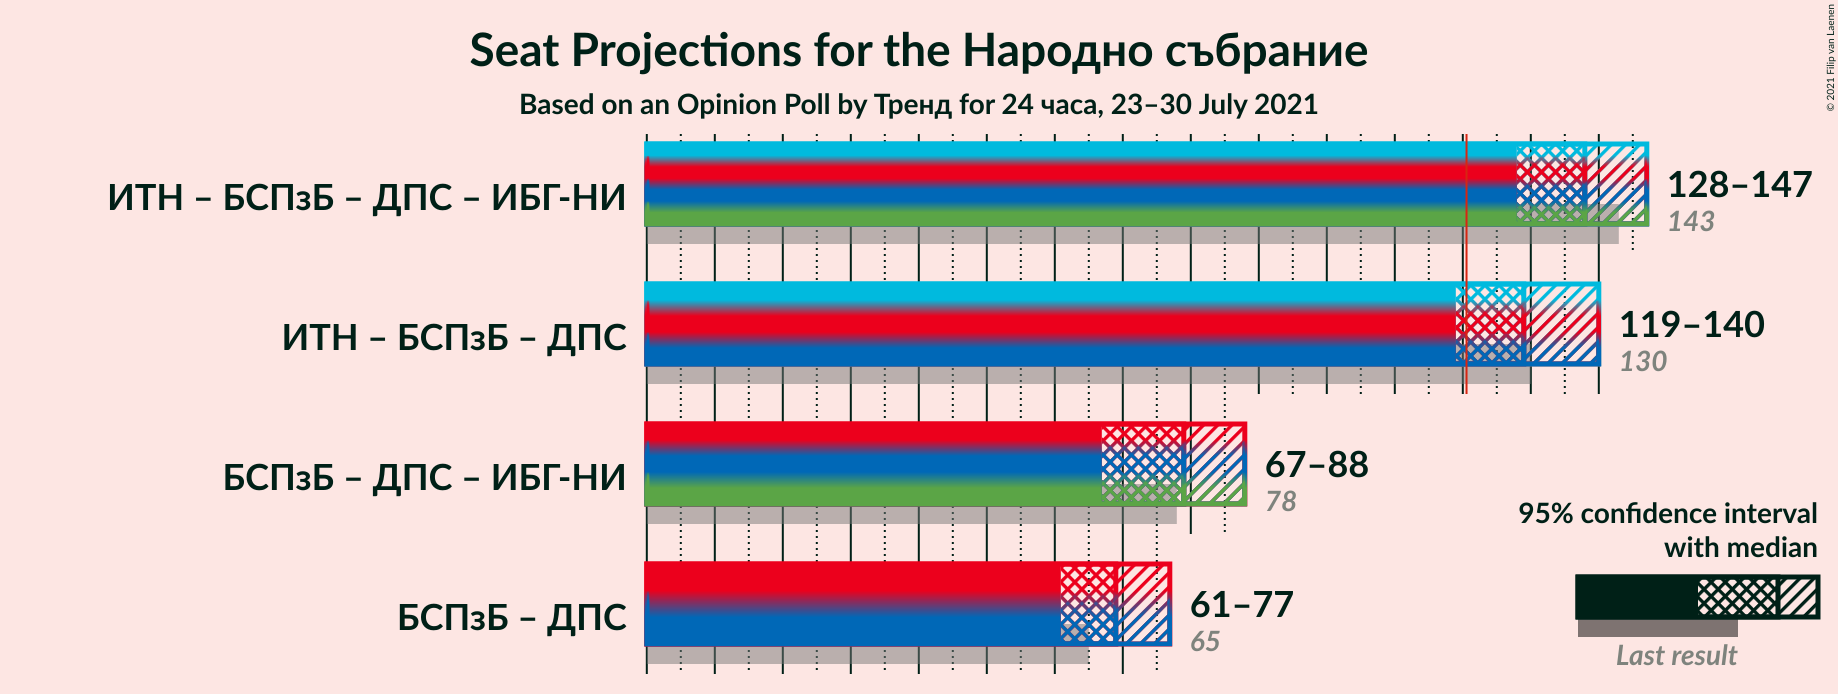 Seat Projections for the Народно събрание
Based on an Opinion Poll by Тренд for 24 часа, 23–30 July 2021
© 2021 Filip van Laenen
ИТН – БСПзБ – ДПС – ИБГ-НИ
128–147
143
ИТН – БСПзБ – ДПС
119–140
130
БСПзБ – ДПС – ИБГ-НИ
67–88
78
БСПзБ – ДПС
61–77
65
95% confidence interval
with median
Last result